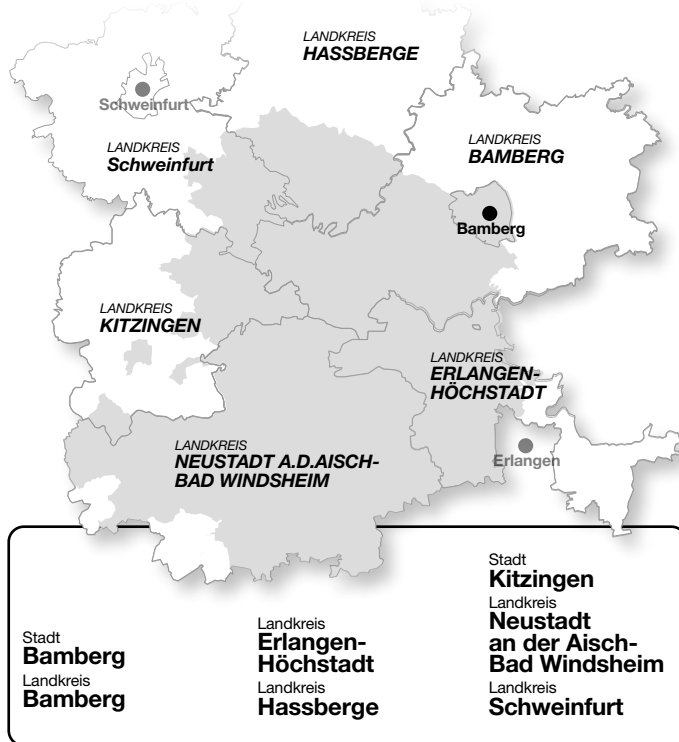 LANDKREIS
HASSBERGE
Schweinfurt
LANDKREIS
Schweinfurt
LANDKREIS
BAMBERG
Bamberg
LANDKREIS
KITZINGEN
LANDKREIS
ERLANGEN-
HÖCHSTADT
LANDKREIS
NEUSTADT A.D.AISCH-
BAD WINDSHEIM
Erlangen
Stadt
Bamberg
Landkreis
Bamberg
Landkreis
Erlangen-
Höchstadt
Landkreis
Hassberge
Stadt
Kitzingen
Landkreis
Neustadt
an der Aisch-
Bad Windsheim
Landkreis
Schweinfurt